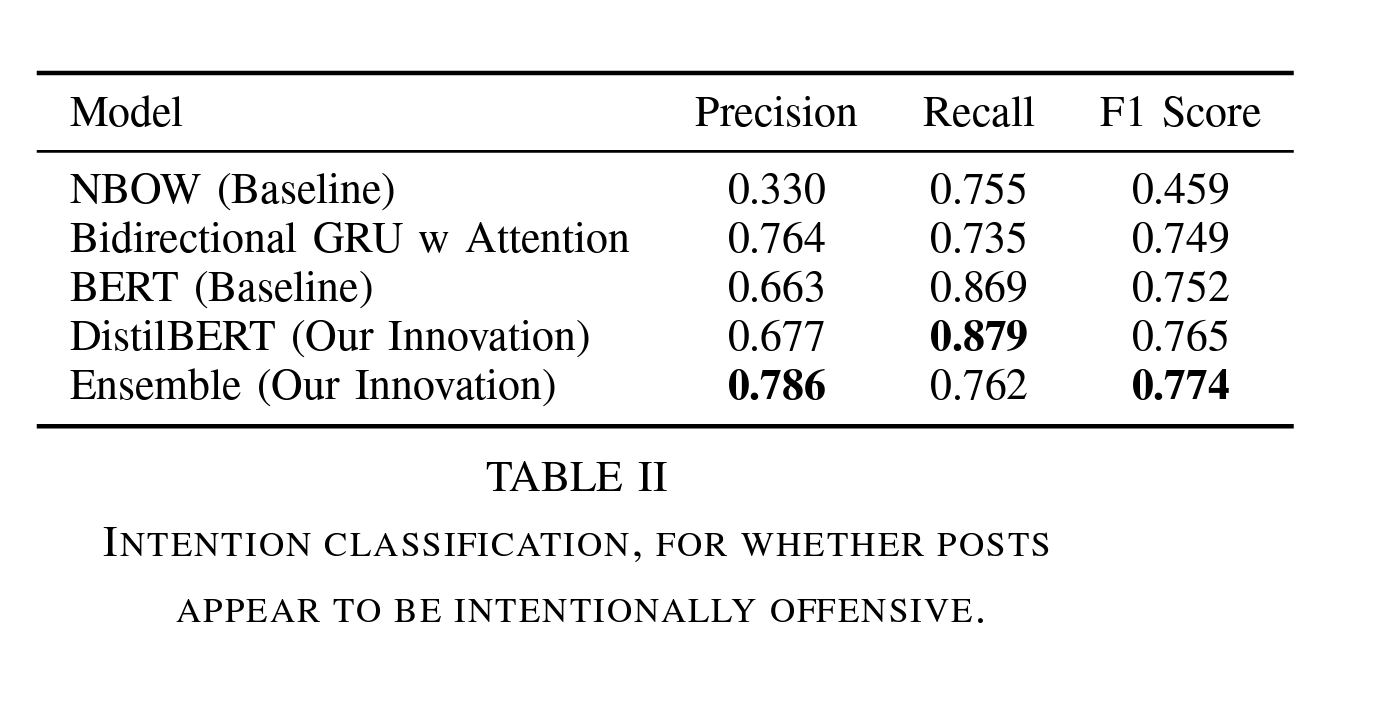 Model Precision Recall F1 Score
NBOW (Baseline) 0.330 0.755 0.459
Bidirectional GRU w Attention 0.764 0.735 0.749
BERT (Baseline) 0.663 0.869 0.752
DistilBERT (Our Innovation) 0.677 0.879 0.765
Ensemble (Our Innovation) 0.786 0.762 0.774
TABLE II
INTENTION CLASSIFICATION, FOR WHETHER POSTS
APPEAR TO BE INTENTIONALLY OFFENSIVE.